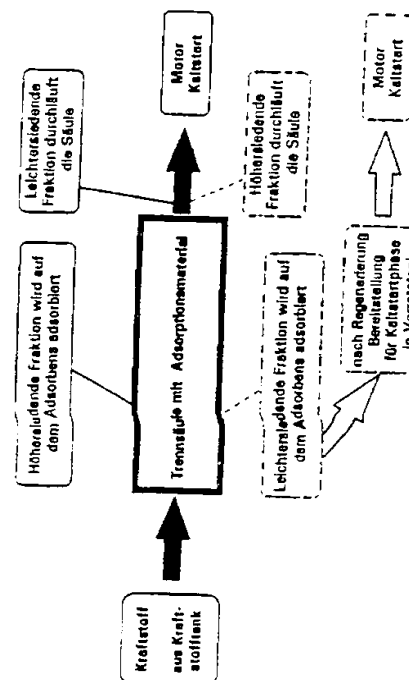 Kraftstoff
aus Kraft-
stofftank
Höhersiedende Fraktion wird auf
dem Adsorbens adsorbiert
Leichtersiedende
Fraktion durchläuft
die Säule
Trennsäule mit Adsorptionsmaterial
Motor
Kaltstart
Leichtersiedende Fraktion wird auf
dem Adsorbens adsorbiert
Höhersiedende
Fraktion durchläuft
die Säule
nach Regenerierung
Bereitstellung
für Kaltstartphase
Motor
Kaltstart